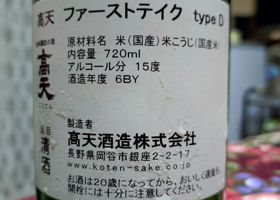 髙天 ファーストテイク type D
原材料名 米(国産)米こうじ(国産米)
内容量 720ml
アルコール分 15度
酒造年度 6BY
髙天
品目
清酒
製造者
髙天酒造株式会社
長野県岡谷市銀座2-2-17
www.koten-sake.co.jp
お酒は20歳になってから。おいしく適量を。
開栓には十分に注意してください。